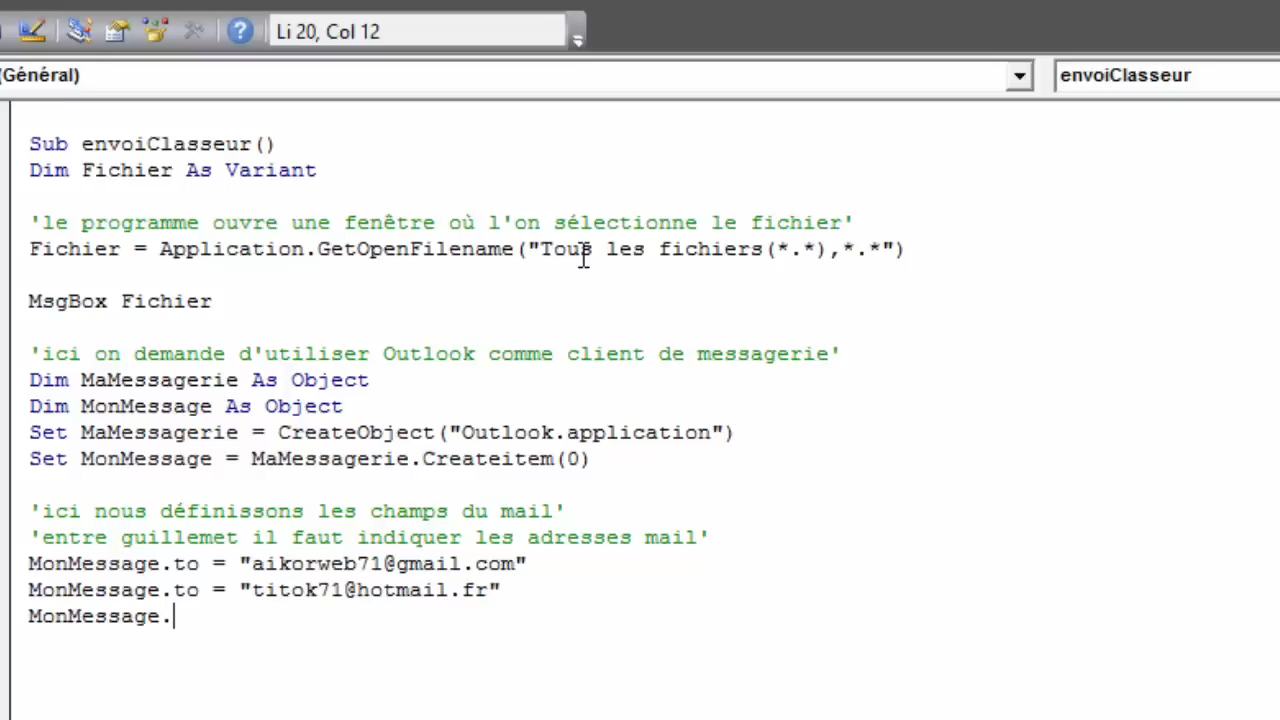 Li 20, Col 12
(Général)
envoiClasseur
Sub envoiClasseur()
Dim Fichier As Variant
'le programme ouvre une fenêtre où l'on sélectionne le fichier'
Fichier = Application.GetOpenFilename("Tous les fichiers(*.*),*.*")
MsgBox Fichier
'ici on demande d'utiliser Outlook comme client de messagerie'
Dim MaMessagerie As Object
Dim MonMessage As Object
Set MaMessagerie = CreateObject("Outlook.application")
Set MonMessage = MaMessagerie.Createitem(0)
'ici nous définissons les champs du mail'
'entre guillemet il faut indiquer les adresses mail'
MonMessage.to = "aikorweb71@gmail.com"
MonMessage.to = "titok71@hotmail.fr"
MonMessage.